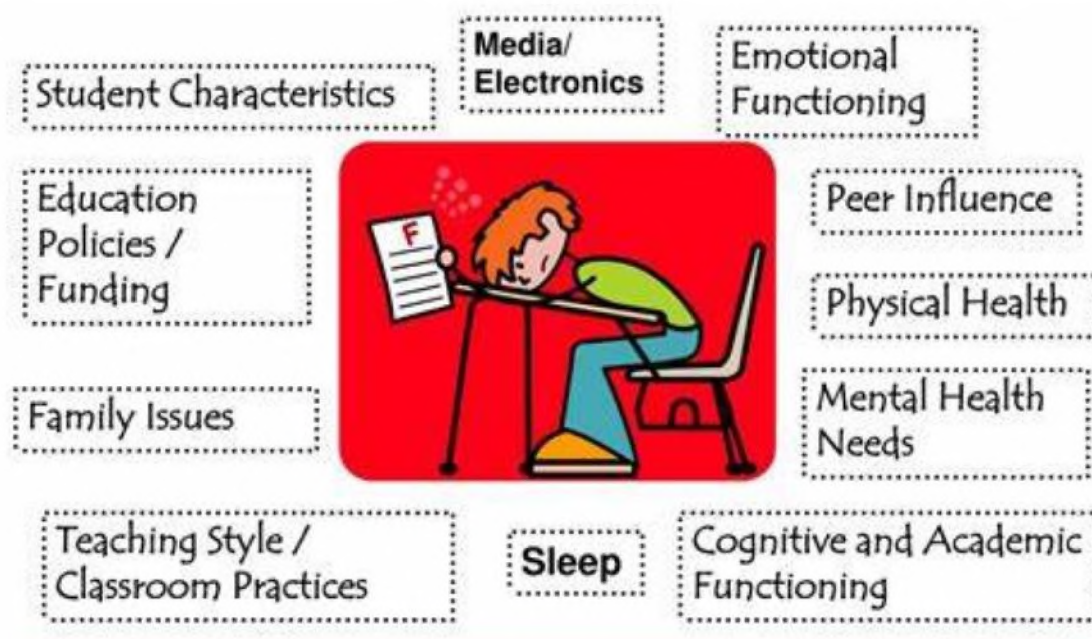 Student Characteristics
Media/
Electronics
Emotional
Functioning
Education
Policies /
Funding
F
Peer Influence
Physical Health
Family Issues
Mental Health
Needs
Teaching Style /
Classroom Practices
Sleep
Cognitive and Academic
Functioning